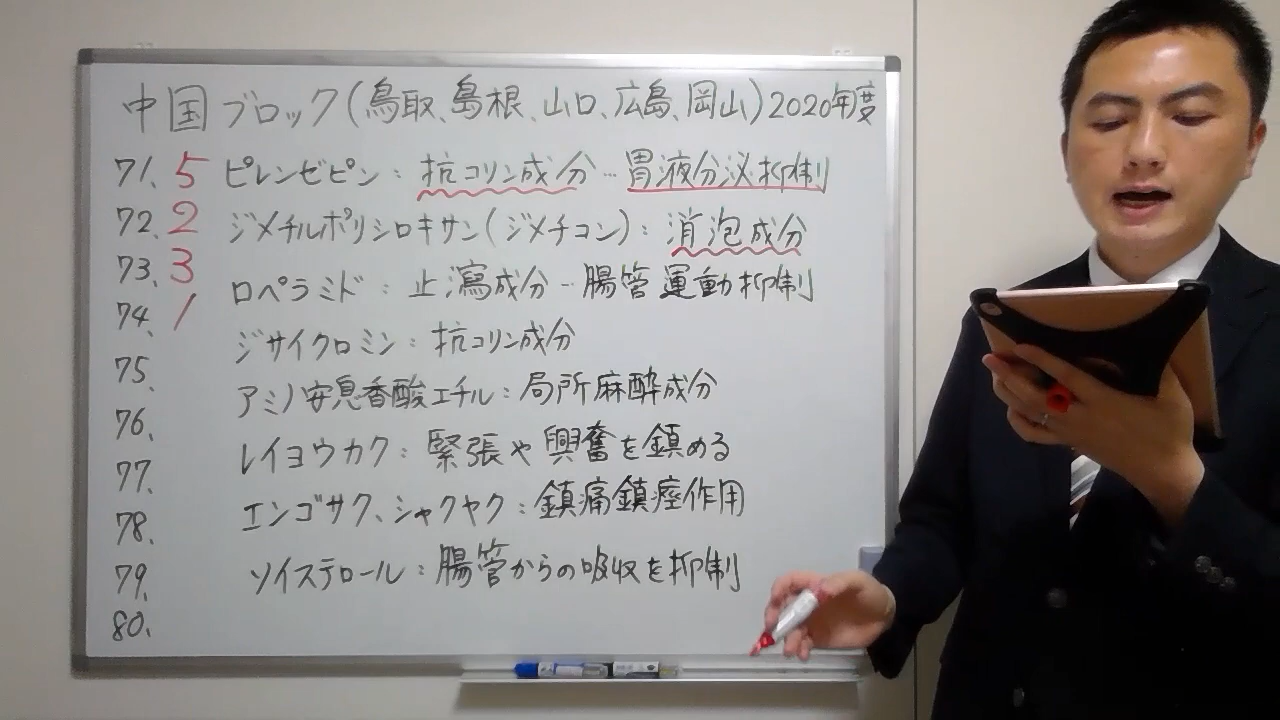 中国ブロック(鳥取、島根、山口、広島、岡山)2020年度
71. 5 ピレンゼピン：抗コリン成分…胃液分泌抑制
72. 2 ジメチルポリシロキサン(ジメチコン)：消泡成分
73. 3 ロペラミド：止瀉成分…腸管運動抑制
74. 1 ジサイクロミン：抗コリン成分
75. アミノ安息香酸エチル：局所麻酔成分
76. レイヨウカク：緊張や興奮を鎮める
77. エンゴサク、シャクヤク：鎮痛鎮痙作用
78. ソイステロール：腸管からの吸収を抑制
79.
80.